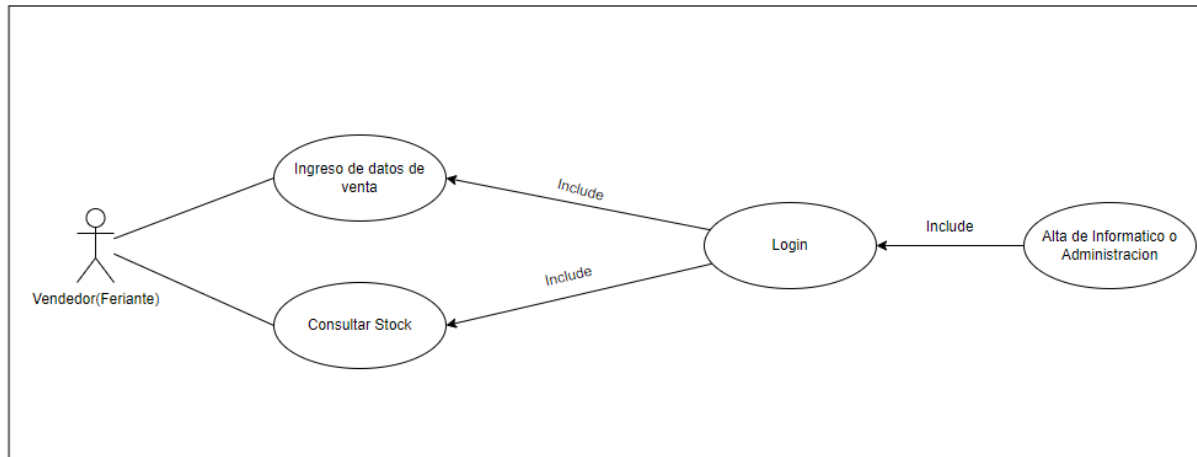 Ingreso de datos de
venta
Include
Include
Login
Include
Alta de Informatico o
Administracion
Vendedor(Feriante)
Consultar Stock